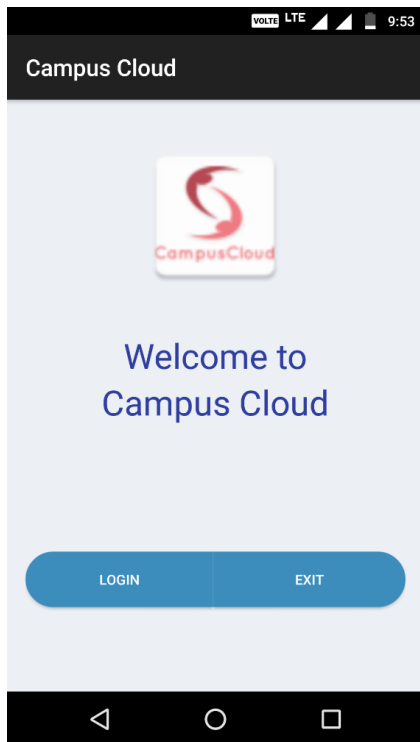 VOLTE LTE 9:53
Campus Cloud
CampusCloud
Welcome to
Campus Cloud
LOGIN EXIT